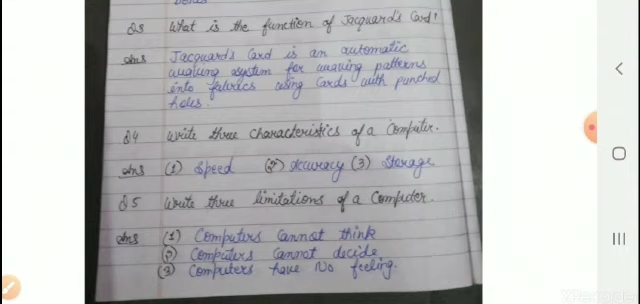 Q3 What is the function of Jacquard's Card?
Ans Jacquard's Card is an automatic
weaving system for weaving patterns
into fabrics using Cards with punched
holes.
Q4 Write three characteristics of a Computer.
Ans (1) Speed (2) Accuracy (3) Storage
Q5 Write three limitations of a Computer.
Ans (1) Computers Cannot think
(2) Computers Cannot decide
(3) Computers have No feeling.